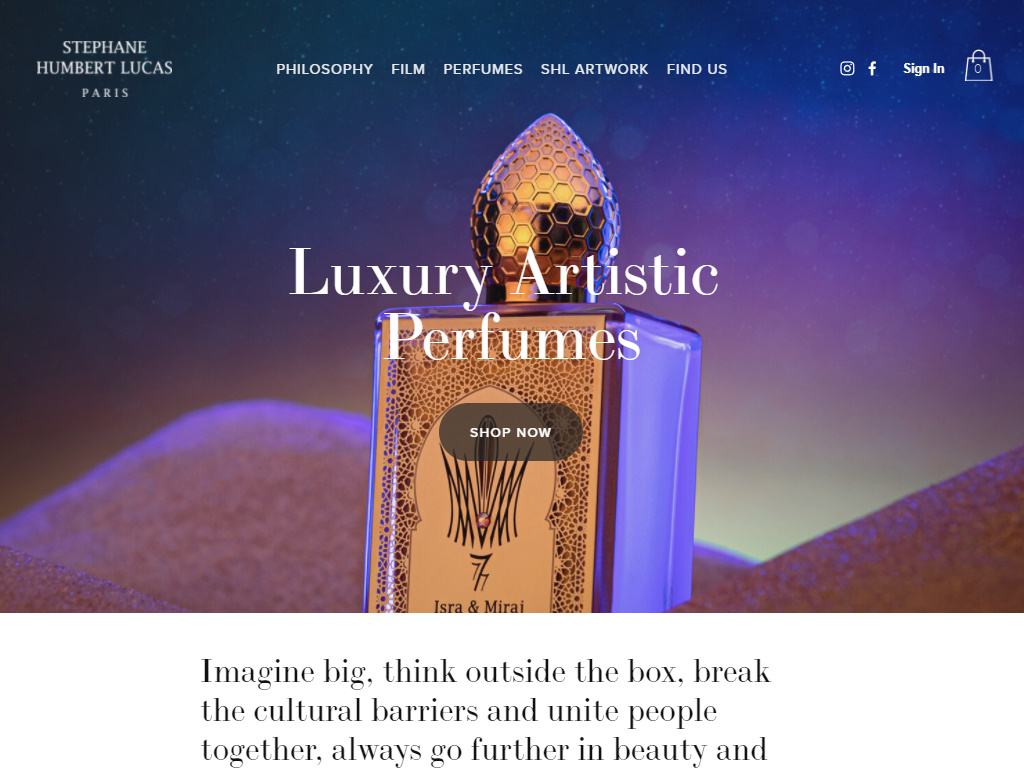 STEPHANE
HUMBERT LUCAS
PARIS
PHILOSOPHY FILM PERFUMES SHL ARTWORK FIND US
Sign In
0
Luxury Artistic
Perfumes
SHOP NOW
Isra & Miraj
Imagine big, think outside the box, break
the cultural barriers and unite people
together, always go further in beauty and